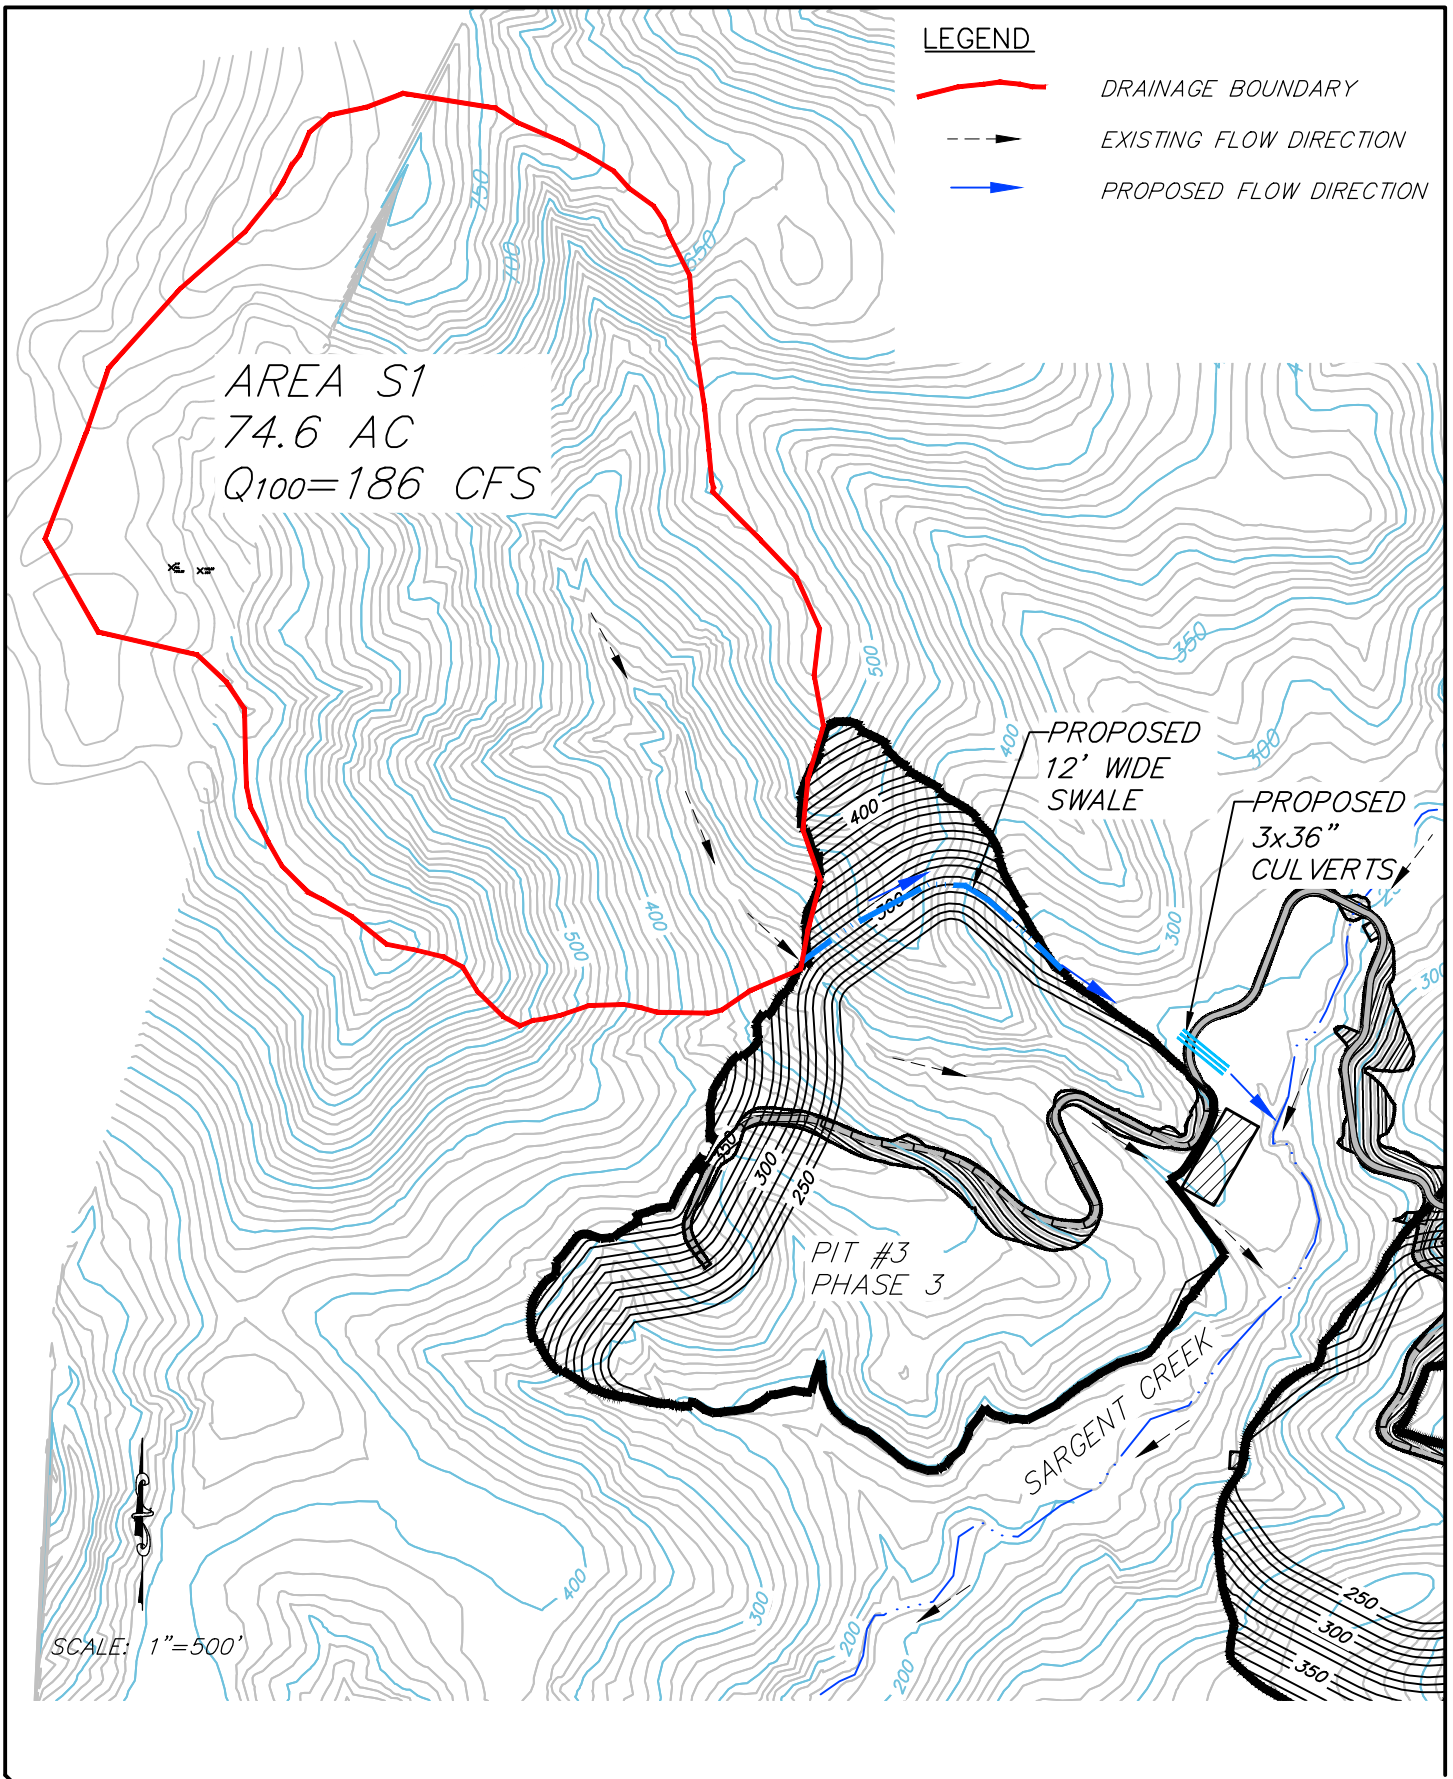 LEGEND
DRAINAGE BOUNDARY
EXISTING FLOW DIRECTION
PROPOSED FLOW DIRECTION
750
700
650
AREA S1
74.6 AC
Q100=186 CFS
500
350
400
300
PROPOSED
12' WIDE
SWALE
PROPOSED
3x36"
CULVERTS
400
300
400
500
300
300
350
300
250
PIT #3
PHASE 3
SARGENT CREEK
400
300
200
200
250
300
350
SCALE: 1"=500'